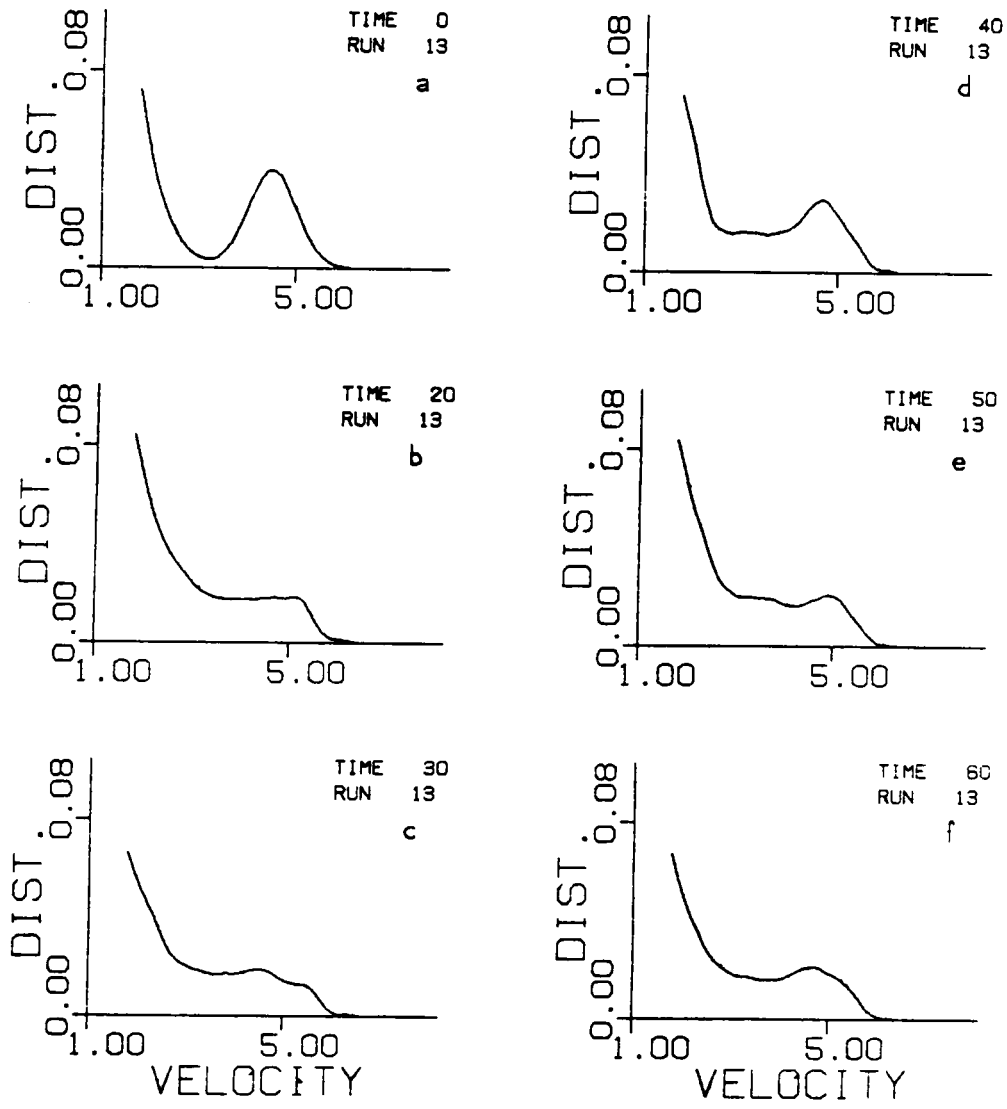 TIME 0
RUN 13
a
DIST.
0.08
0.00
1.00 5.00
TIME 20
RUN 13
b
DIST.
0.08
0.00
1.00 5.00
TIME 30
RUN 13
c
DIST.
0.08
0.00
1.00 5.00
VELOCITY
TIME 40
RUN 13
d
DIST.
0.08
0.00
1.00 5.00
TIME 50
RUN 13
e
DIST.
0.08
0.00
1.00 5.00
TIME 60
RUN 13
f
DIST.
0.08
0.00
1.00 5.00
VELOCITY